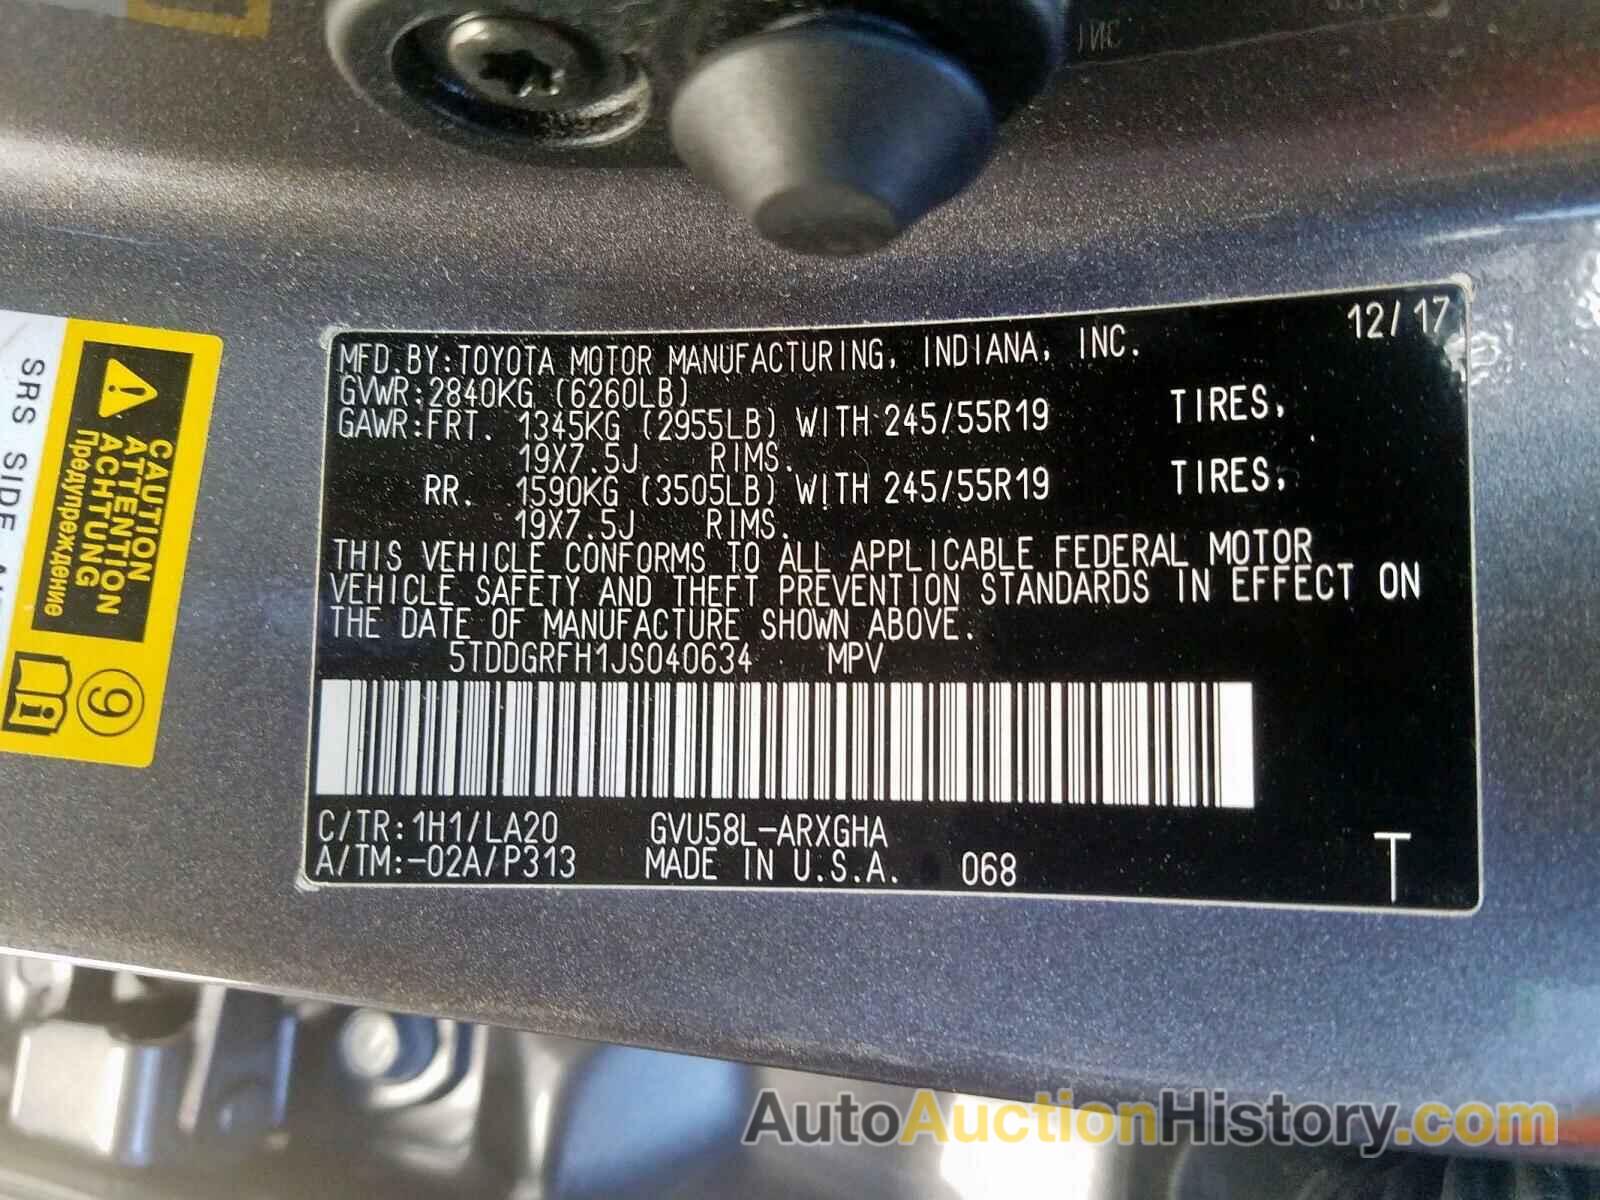 12/17
MFD.BY:TOYOTA MOTOR MANUFACTURING, INDIANA, INC.
GVWR:2840KG (6260LB)
GAWR:FRT. 1345KG (2955LB) WITH 245/55R19 TIRES,
19X7.5J RIMS.
RR. 1590KG (3505LB) WITH 245/55R19 TIRES,
19X7.5J RIMS.
THIS VEHICLE CONFORMS TO ALL APPLICABLE FEDERAL MOTOR
VEHICLE SAFETY AND THEFT PREVENTION STANDARDS IN EFFECT ON
THE DATE OF MANUFACTURE SHOWN ABOVE.
5TDDGRFH1JS040634 MPV
C/TR:1H1/LA20 GVU58L-ARXGHA
A/TM:-02A/P313 MADE IN U.S.A. 068 T
CAUTION
ATTENTION
ACHTUNG
Предупреждение
9
SRS SIDE
INC
AutoAuctionHistory.com